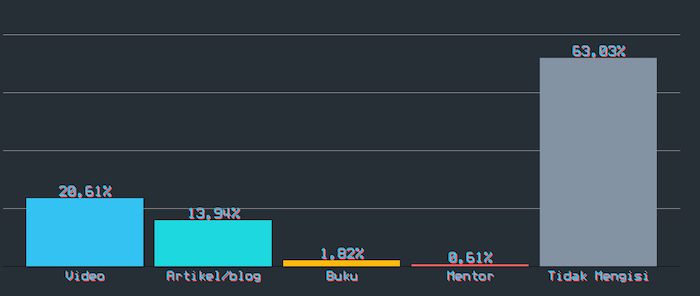 63,03%
20,61%
13,94%
1,82%
0,61%
Video
Artikel/blog
Buku
Mentor
Tidak Mengisi